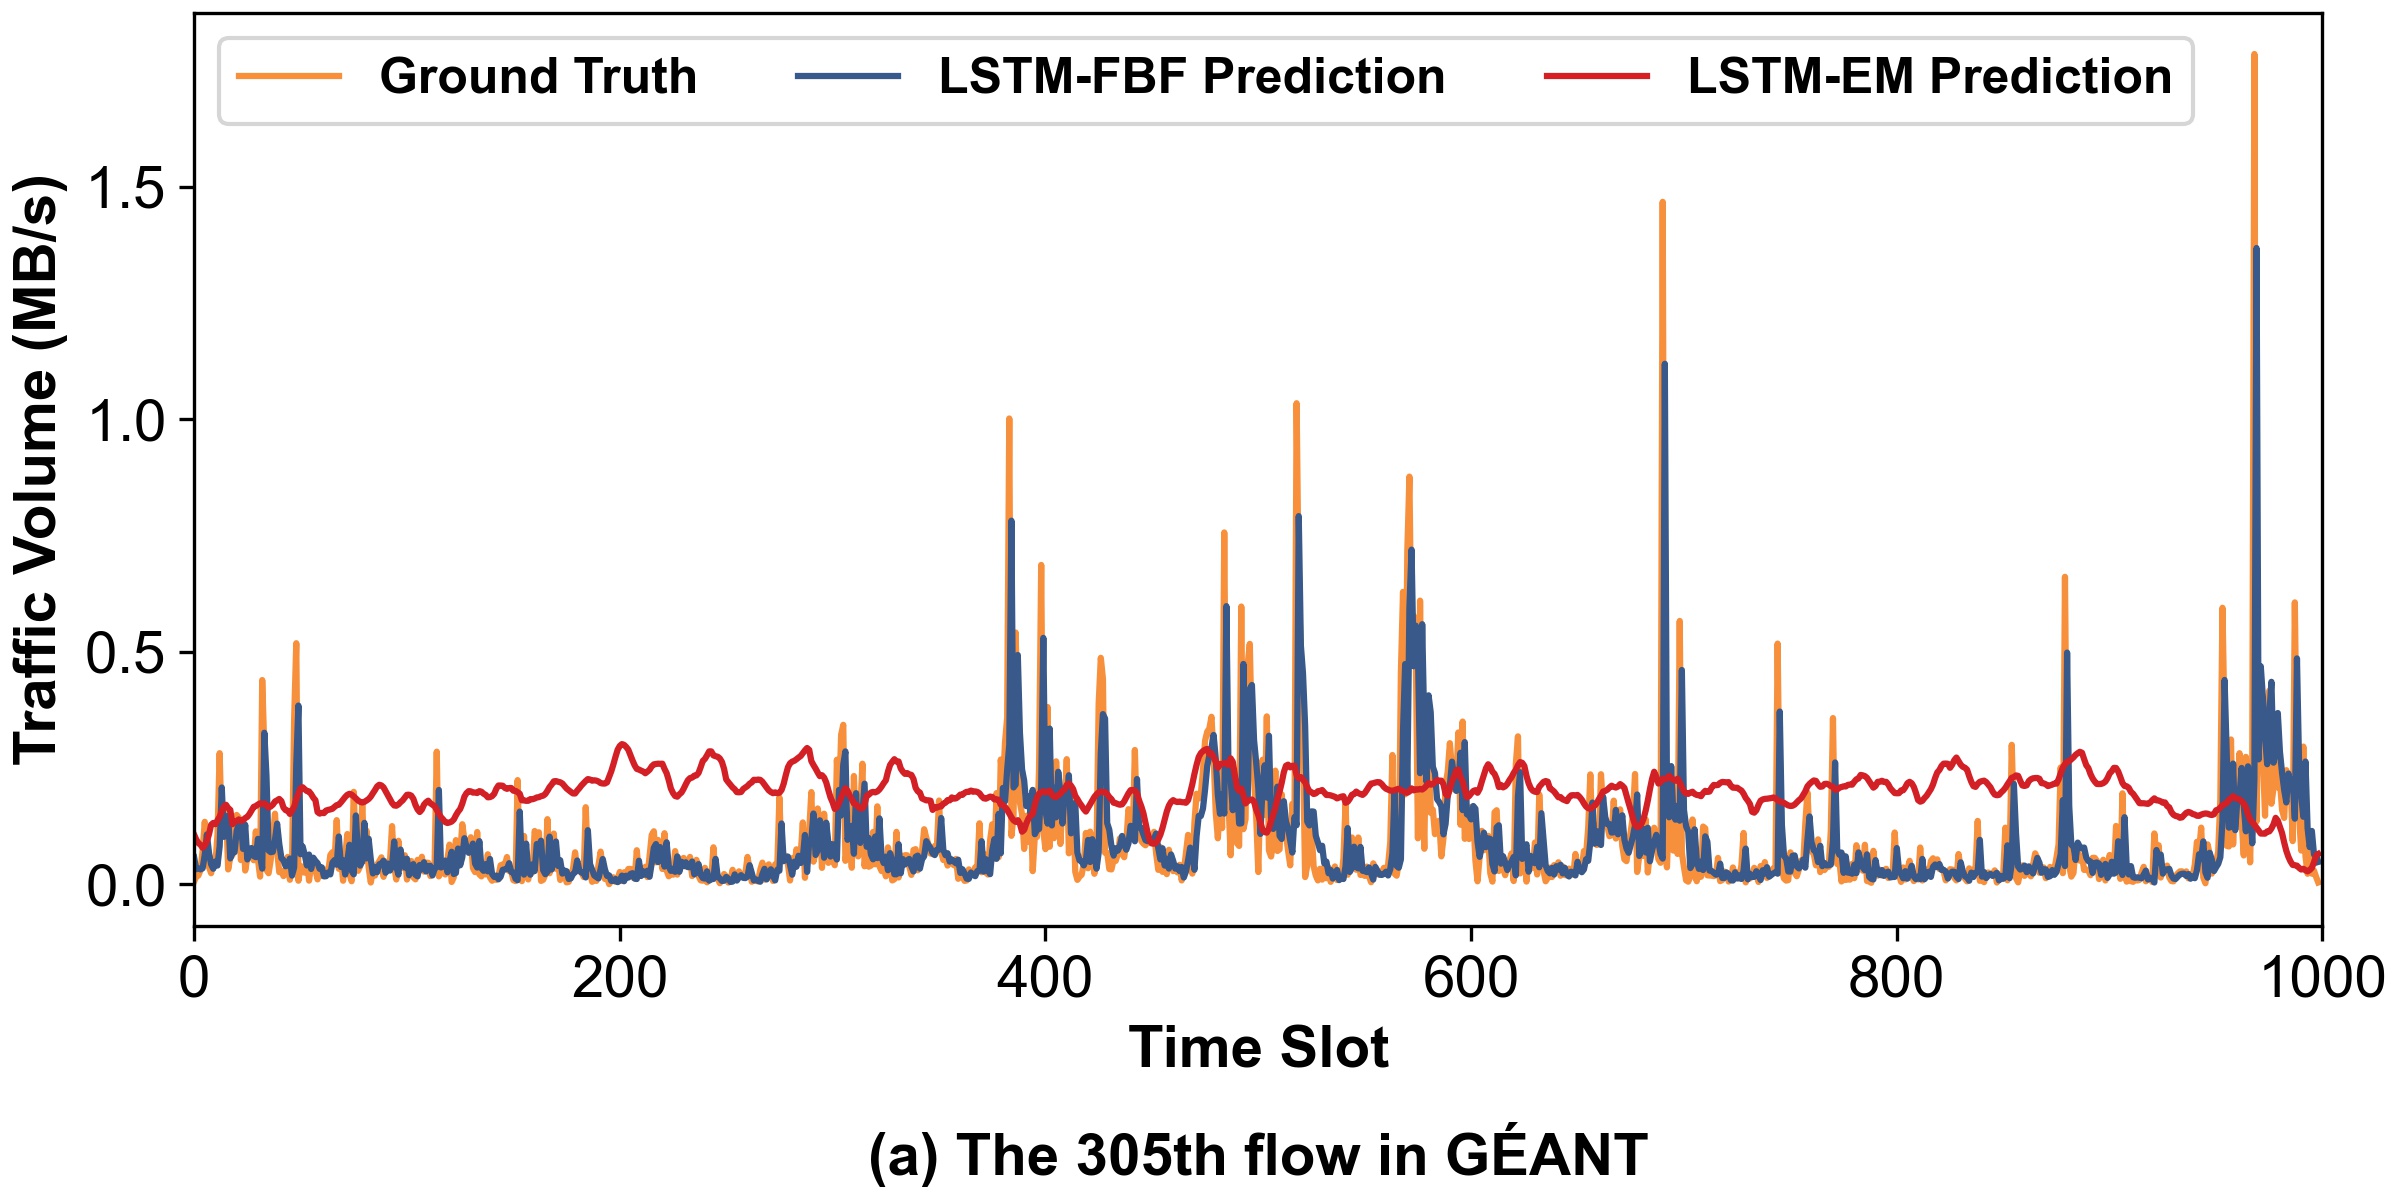 Ground Truth LSTM-FBF Prediction LSTM-EM Prediction
Traffic Volume (MB/s)
1.5
1.0
0.5
0.0
0 200 400 600 800 1000
Time Slot
(a) The 305th flow in GÉANT